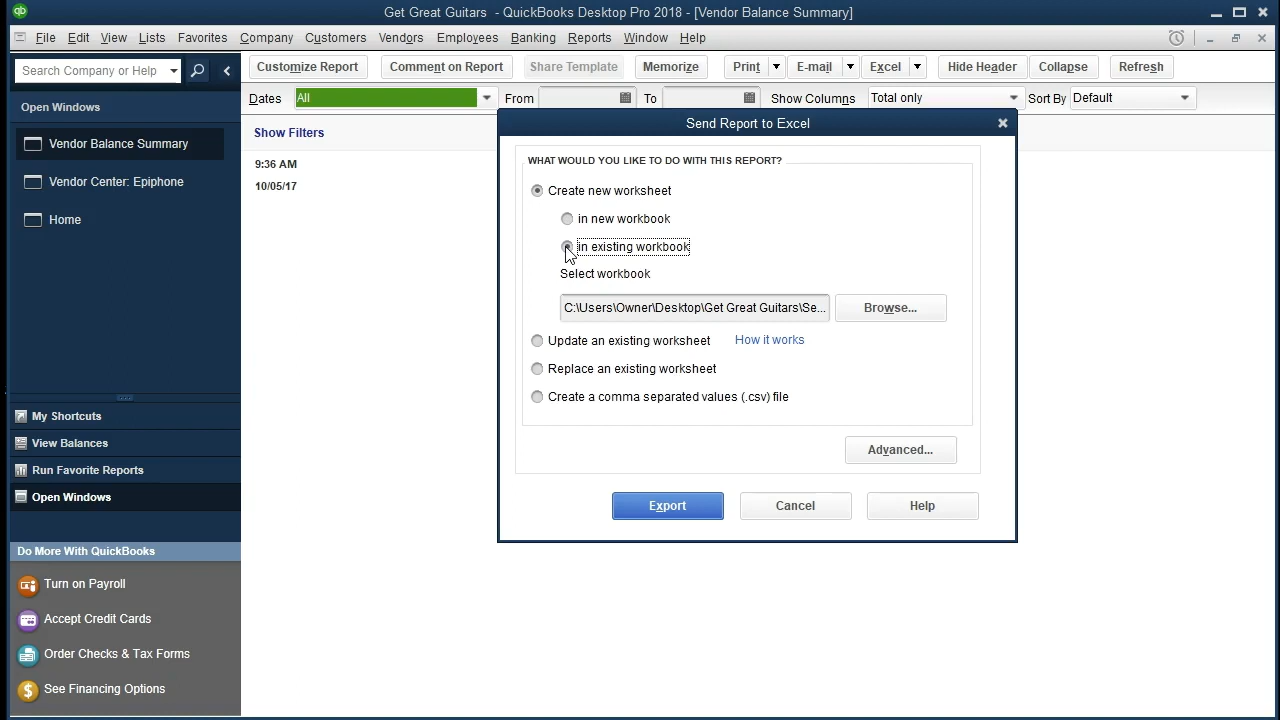 qb
Get Great Guitars - QuickBooks Desktop Pro 2018 - [Vendor Balance Summary]
File Edit View Lists Favorites Company Customers Vendors Employees Banking Reports Window Help
Search Company or Help
Customize Report Comment on Report Share Template Memorize Print E-mail Excel Hide Header Collapse Refresh
Dates All From To Show Columns Total only Sort By Default
Open Windows
Vendor Balance Summary
Vendor Center: Epiphone
Home
My Shortcuts
View Balances
Run Favorite Reports
Open Windows
Do More With QuickBooks
Turn on Payroll
Accept Credit Cards
Order Checks & Tax Forms
$ See Financing Options
Show Filters
9:36 AM
10/05/17
Send Report to Excel
WHAT WOULD YOU LIKE TO DO WITH THIS REPORT?
Create new worksheet
in new workbook
in existing workbook
Select workbook
C:\Users\Owner\Desktop\Get Great Guitars\Se... Browse...
Update an existing worksheet How it works
Replace an existing worksheet
Create a comma separated values (.csv) file
Advanced...
Export Cancel Help